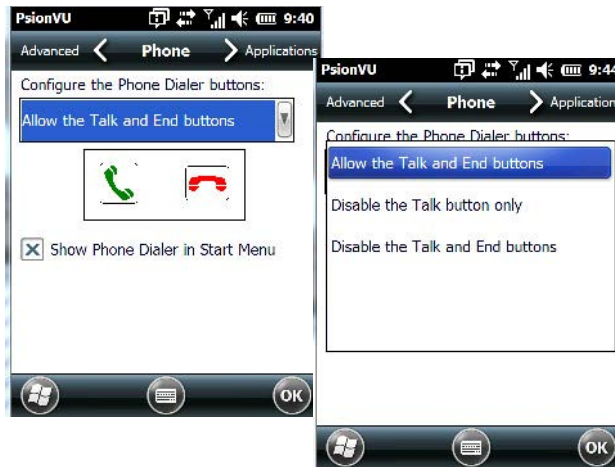 PsionVU 9:40
Advanced Phone Applications
Configure the Phone Dialer buttons:
Allow the Talk and End buttons
Show Phone Dialer in Start Menu
OK
PsionVU 9:44
Advanced Phone Application
Configure the Phone Dialer buttons:
Allow the Talk and End buttons
Disable the Talk button only
Disable the Talk and End buttons
OK